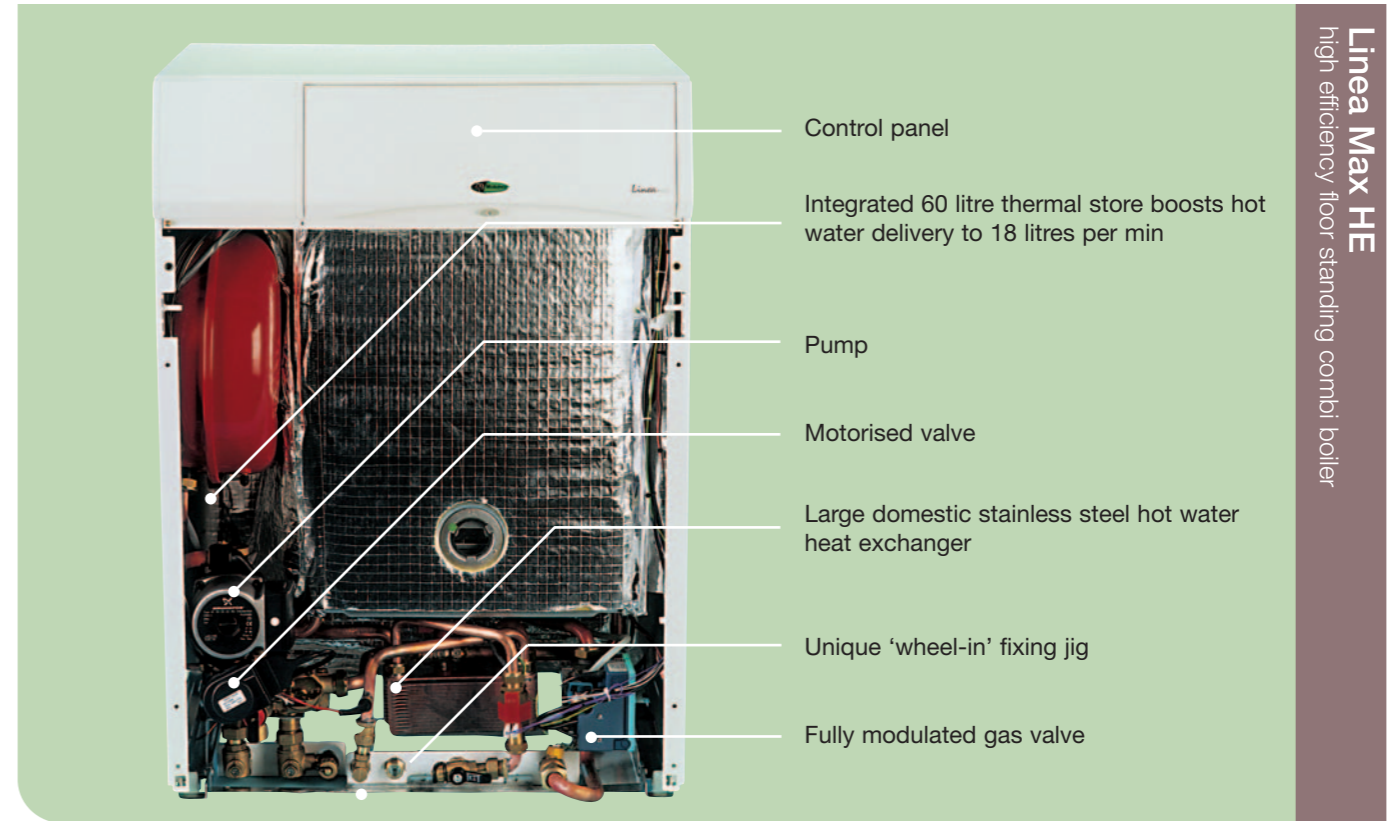 Linea Max HE
high efficiency floor standing combi boiler
Control panel
Integrated 60 litre thermal store boosts hot
water delivery to 18 litres per min
Pump
Motorised valve
Large domestic stainless steel hot water
heat exchanger
Unique ‘wheel-in’ fixing jig
Fully modulated gas valve
Linea